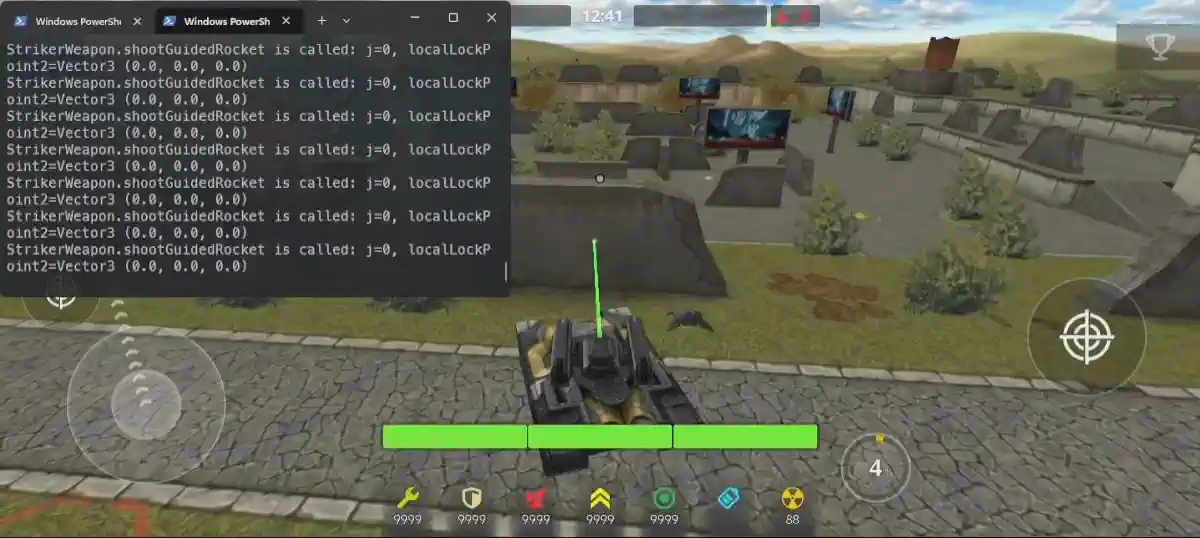 Windows PowerShe
Windows PowerSh
StrikerWeapon.shootGuidedRocket is called: j=0, localLockP
oint2=Vector3 (0.0, 0.0, 0.0)
StrikerWeapon.shootGuidedRocket is called: j=0, localLockP
oint2=Vector3 (0.0, 0.0, 0.0)
StrikerWeapon.shootGuidedRocket is called: j=0, localLockP
oint2=Vector3 (0.0, 0.0, 0.0)
StrikerWeapon.shootGuidedRocket is called: j=0, localLockP
oint2=Vector3 (0.0, 0.0, 0.0)
StrikerWeapon.shootGuidedRocket is called: j=0, localLockP
oint2=Vector3 (0.0, 0.0, 0.0)
StrikerWeapon.shootGuidedRocket is called: j=0, localLockP
oint2=Vector3 (0.0, 0.0, 0.0)
StrikerWeapon.shootGuidedRocket is called: j=0, localLockP
oint2=Vector3 (0.0, 0.0, 0.0)
12:41
4
9999 9999 9999 9999 9999 88